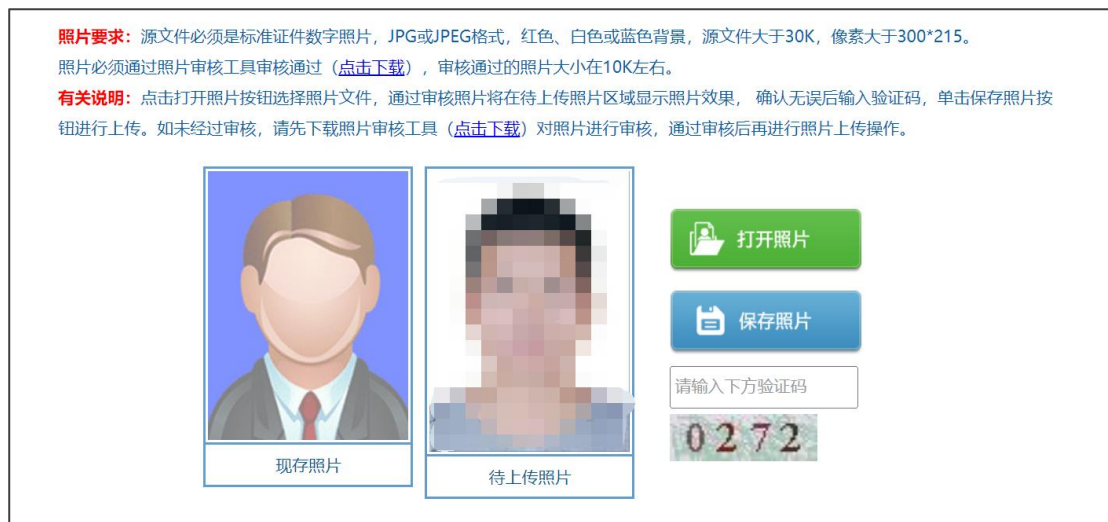 照片要求：源文件必须是标准证件数字照片，JPG或JPEG格式，红色、白色或蓝色背景，源文件大于30K，像素大于300*215。
照片必须通过照片审核工具审核通过（点击下载），审核通过的照片大小在10K左右。
有关说明：点击打开照片按钮选择照片文件，通过审核照片将在待上传照片区域显示照片效果， 确认无误后输入验证码，单击保存照片按
钮进行上传。如未经过审核，请先下载照片审核工具（点击下载）对照片进行审核，通过审核后再进行照片上传操作。
打开照片
保存照片
请输入下方验证码
0272
现存照片
待上传照片